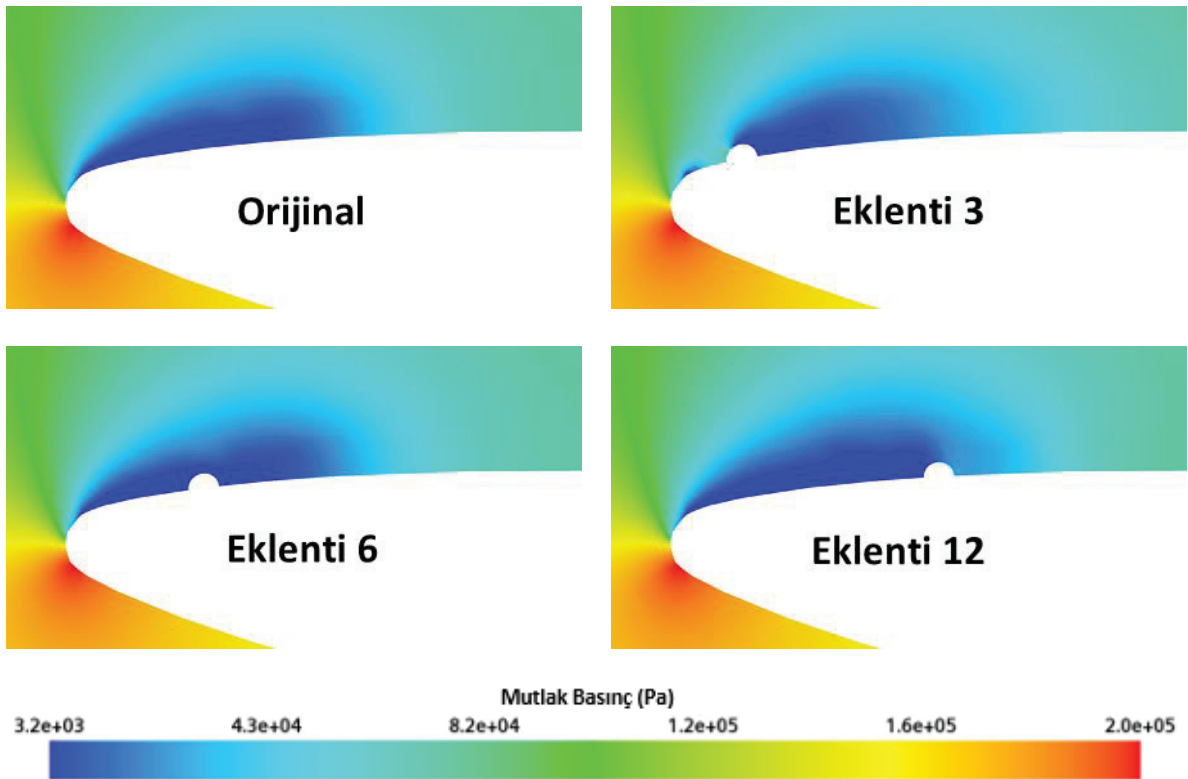 Orijinal
Eklenti 3
Eklenti 6
Eklenti 12
Mutlak Basınç (Pa)
3.2e+03 4.3e+04 8.2e+04 1.2e+05 1.6e+05 2.0e+05